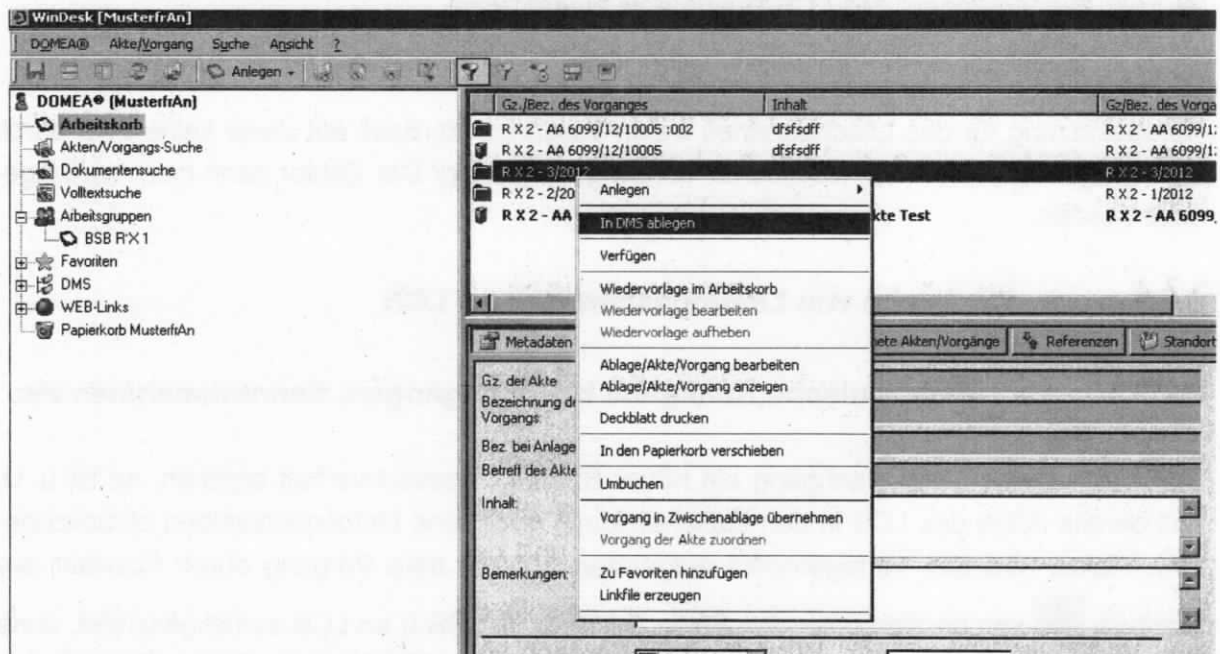 WinDesk [MusterfrAn]
DOMEA® Akte/Vorgang Suche Ansicht ?
Anlegen
DOMEA® [MusterfrAn)
Arbeitskorb
Akten/Vorgangs-Suche
Dokumentensuche
Volltextsuche
Arbeitsgruppen
BSB R'X 1
Favoriten
DMS
WEB-Links
Papierkorb MusterfrAn
Gz./Bez. des Vorganges Inhalt Gz/Bez. des Vorga
R X 2 - AA 6099/12/10005 :002 dfsfsdff R X 2 - AA 6099/1
R X 2 - AA 6099/12/10005 dfsfsdff R X 2 - AA 6099/1
R X 2 - 3/2012 R X 2 - 3/2012
R X 2 - 2/20 R X 2 - 1/2012
R X 2 - AA kte Test R X 2 - AA 6099
Anlegen
In DMS ablegen
Verfügen
Wiedervorlage im Arbeitskorb
Wiedervorlage bearbeiten
Wiedervorlage aufheben
Ablage/Akte/Vorgang bearbeiten
Ablage/Akte/Vorgang anzeigen
Deckblatt drucken
In den Papierkorb verschieben
Umbuchen
Vorgang in Zwischenablage übernehmen
Vorgang der Akte zuordnen
Zu Favoriten hinzufügen
Linkfile erzeugen
Metadaten nete Akten/Vorgänge Referenzen Standort
Gz. der Akte
Bezeichnung de
Vorgangs:
Bez. bei Anlage
Betreff des Akte
Inhalt:
Bemerkungen: